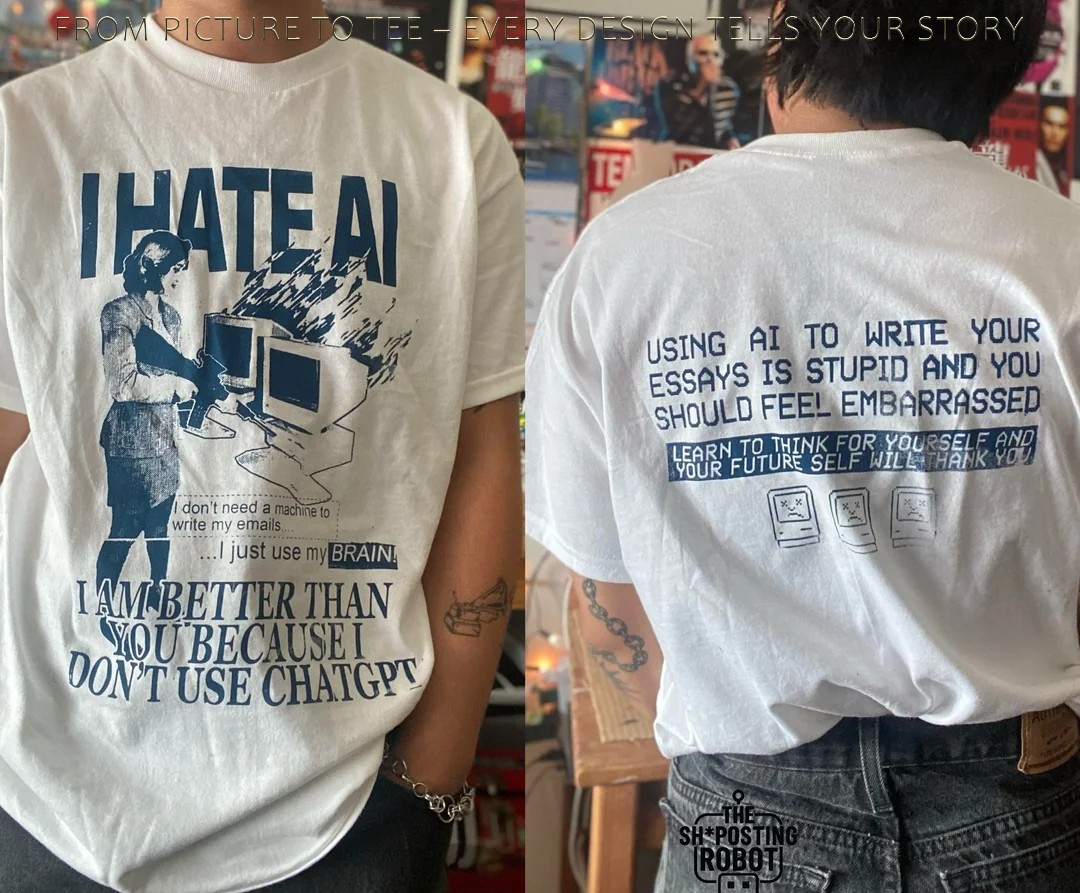 FROM PICTURE TO TEE – EVERY DESIGN TELLS YOUR STORY
I HATE AI
I don't need a machine to
write my emails....
...I just use my BRAIN!
I AM BETTER THAN
YOU BECAUSE I
DON'T USE CHATGPT
USING AI TO WRITE YOUR
ESSAYS IS STUPID AND YOU
SHOULD FEEL EMBARRASSED
LEARN TO THINK FOR YOURSELF AND
YOUR FUTURE SELF WILL THANK YOU
THE
SH*POSTING
ROBOT